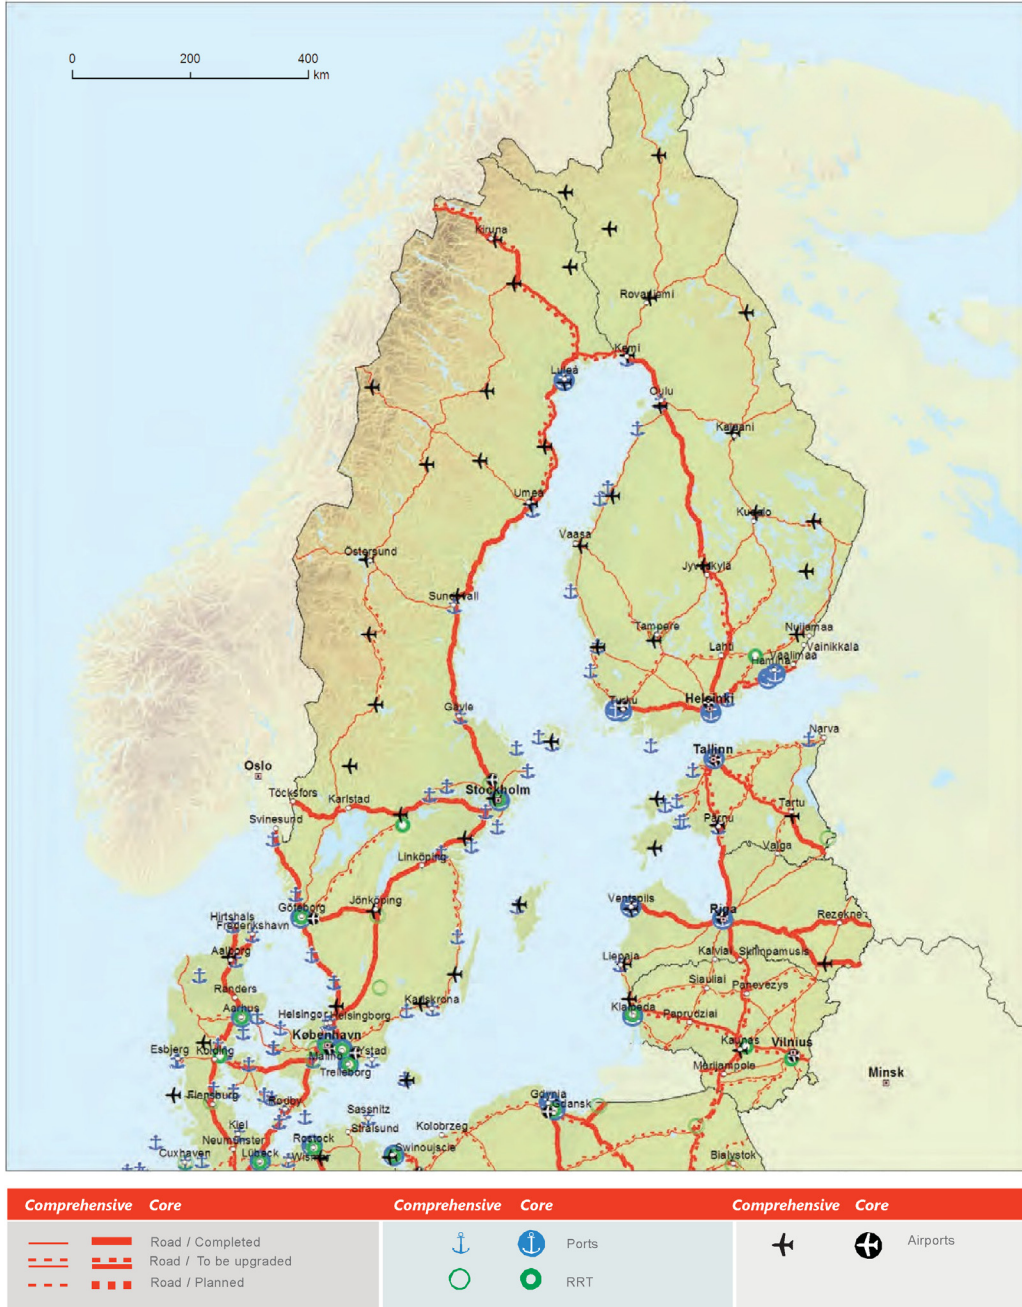 0 200 400
km
Kiruna
Rovaniemi
Kemi
Luleå
Oulu
Kajaani
Umeå
Kuopio
Vaasa
Östersund
Jyväskylä
Sundsvall
Tampere
Nuijamaa
Lahti
Vainikkala
Vaalimaa
Hamina
Turku
Helsinki
Gävle
Narva
Tallinn
Oslo
Töcksfors
Karlstad
Stockholm
Svinesund
Tartu
Pärnu
Valga
Linköping
Jönköping
Göteborg
Ventspils
Riga
Rezekne
Hirtshals
Frederikshavn
Aalborg
Kalviai
Skilinpamusis
Liepaja
Siauliai
Panevezys
Randers
Karlskrona
Klaipeda
Paprudziai
Aarhus
Helsingor
Helsingborg
København
Kaunas
Vilnius
Esbjerg
Kolding
Malmö
Ystad
Trelleborg
Marijampole
Minsk
Flensburg
Rodby
Gdynia
Gdansk
Sassnitz
Kiel
Stralsund
Kolobrzeg
Neumünster
Rostock
Cuxhaven
Lübeck
Wismar
Swinoujscie
Bialystok
Comprehensive Core
Comprehensive Core
Comprehensive Core
Road / Completed
Road / To be upgraded
Road / Planned
Ports
RRT
Airports